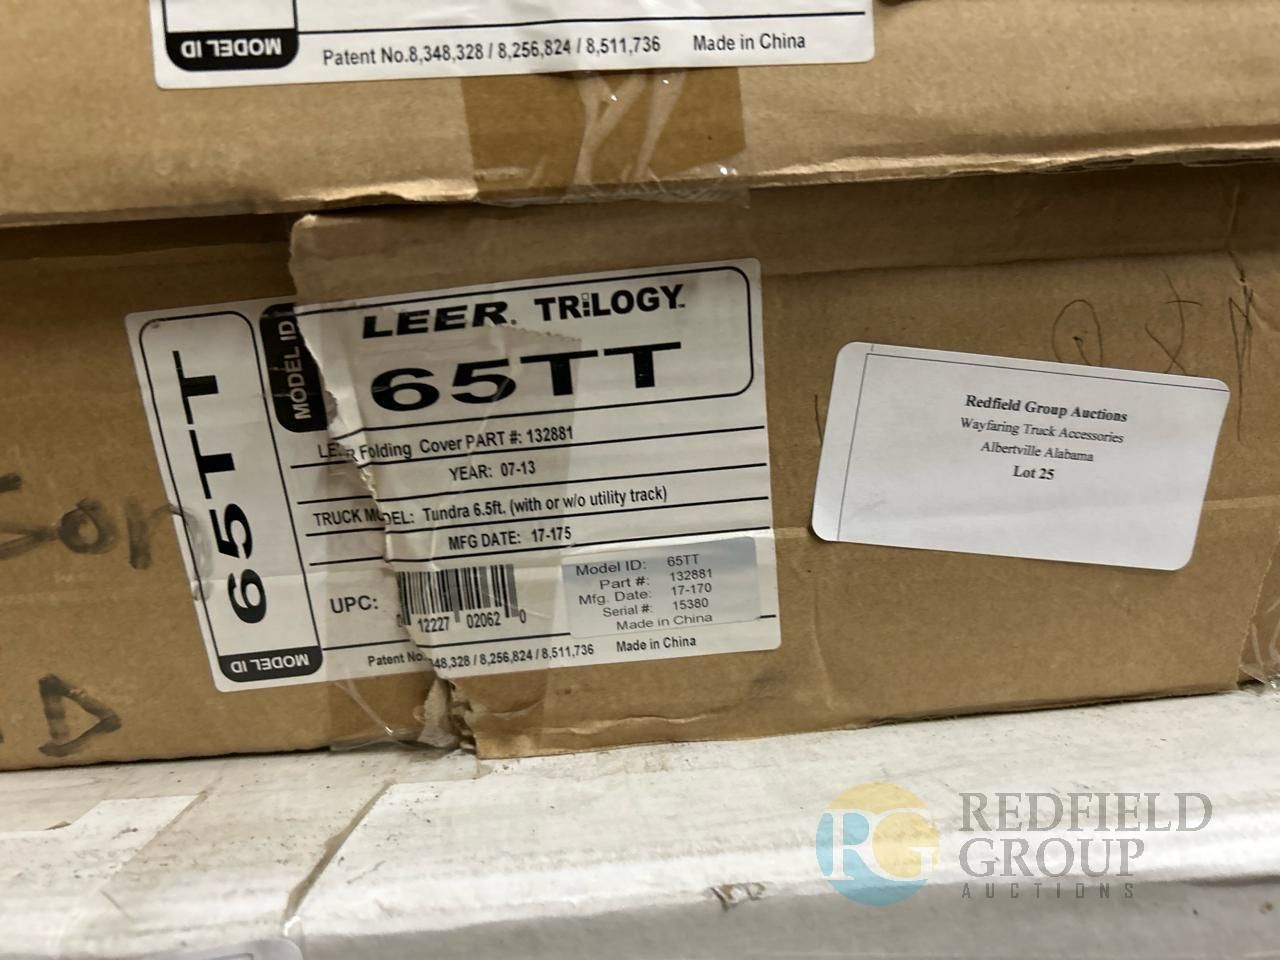 MODEL ID
Patent No.8,348,328 / 8,256,824 / 8,511,736 Made in China
65TT
MODEL ID
MODEL ID
LEER. TRiLOGY
65TT
Folding Cover PART #: 132881
YEAR: 07-13
TRUCK MODEL: Tundra 6.5ft. (with or w/o utility track)
MFG DATE: 17-175
UPC:
12227 02062 0
Patent No. 348,328 / 8,256,824 / 8,511,736 Made in China
Model ID: 65TT
Part #: 132881
Mfg. Date: 17-170
Serial #: 15380
Made in China
Redfield Group Auctions
Wayfaring Truck Accessories
Albertville Alabama
Lot 25
RG
REDFIELD
GROUP
AUCTIONS